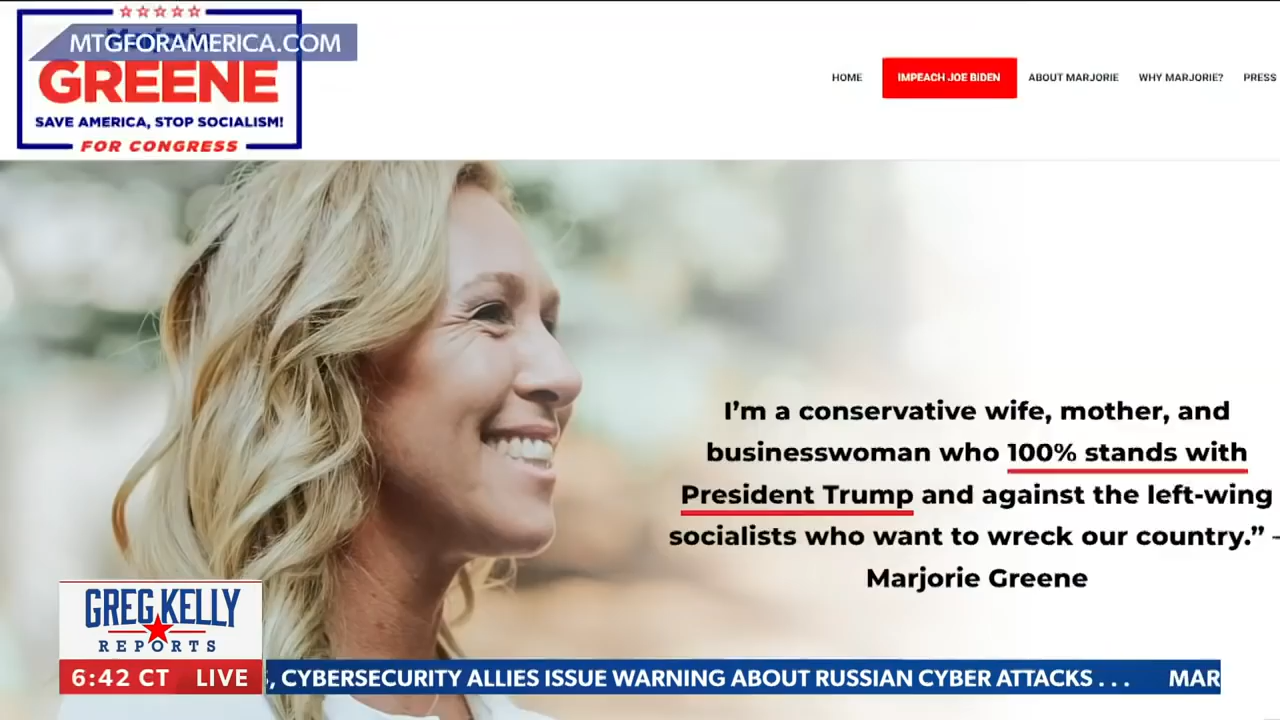 MTGFORAMERICA.COM
GREENE
SAVE AMERICA, STOP SOCIALISM!
FOR CONGRESS
HOME
IMPEACH JOE BIDEN
ABOUT MARJORIE
WHY MARJORIE?
PRESS
I’m a conservative wife, mother, and
businesswoman who 100% stands with
President Trump and against the left-wing
socialists who want to wreck our country.” -
Marjorie Greene
GREG KELLY
REPORTS
6:42 CT LIVE
, CYBERSECURITY ALLIES ISSUE WARNING ABOUT RUSSIAN CYBER ATTACKS . . . MAR